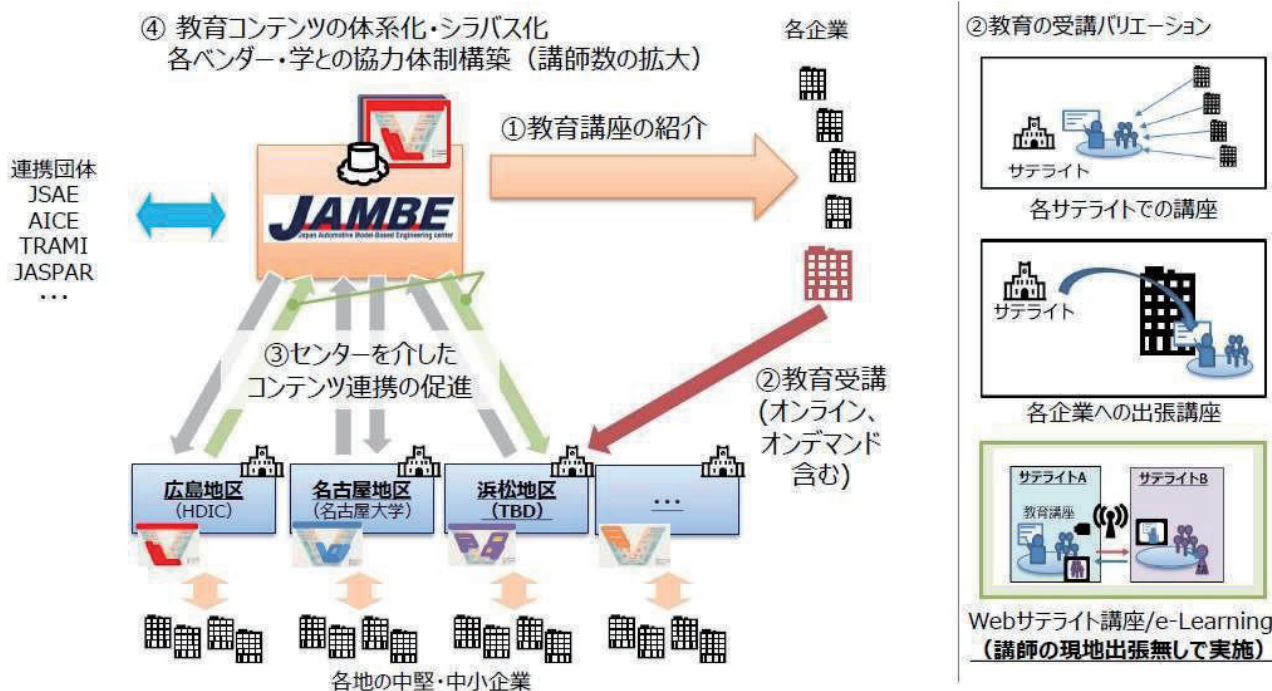 ④ 教育コンテンツの体系化・シラバス化
各ベンダー・学との協力体制構築（講師数の拡大）
各企業
①教育講座の紹介
連携団体
JSAE
AICE
TRAMI
JASPAR
・・・
JAMBE
Japan Automotive Model-Based Engineering center
③センターを介した
コンテンツ連携の促進
②教育受講
(オンライン、
オンデマンド
含む)
広島地区
(HDIC)
名古屋地区
(名古屋大学)
浜松地区
(TBD)
・・・
各地の中堅・中小企業
②教育の受講バリエーション
サテライト
各サテライトでの講座
サテライト
各企業への出張講座
サテライトA
サテライトB
教育講座
Webサテライト講座/e-Learning
（講師の現地出張無しで実施）